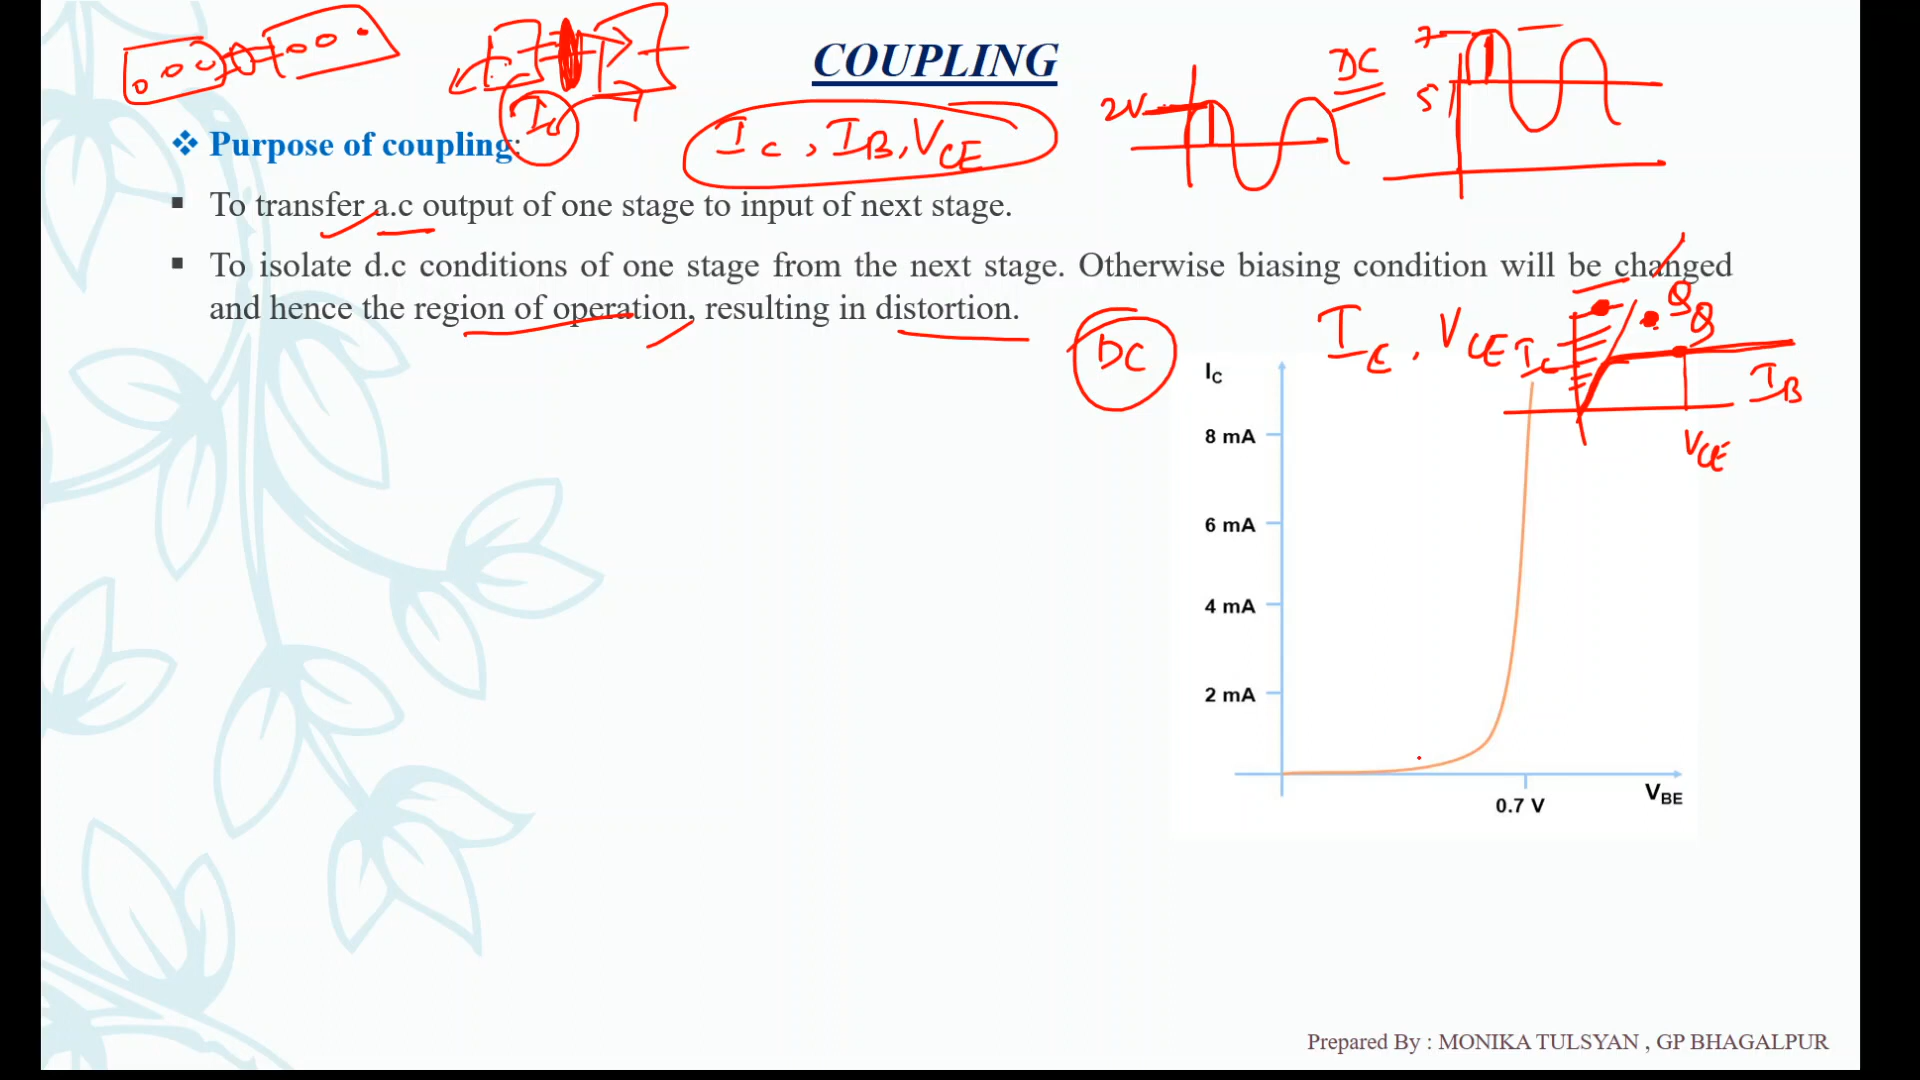 COUPLING
DC
7
5
2V
❖ Purpose of coupling:
IC, IB, VCE
▪ To transfer a.c output of one stage to input of next stage.
▪ To isolate d.c conditions of one stage from the next stage. Otherwise biasing condition will be changed
and hence the region of operation, resulting in distortion.
DC
IC, VCE
IC
Q
Q
IB
VCE
IC
8 mA
6 mA
4 mA
2 mA
0.7 V
VBE
Prepared By : MONIKA TULSYAN , GP BHAGALPUR